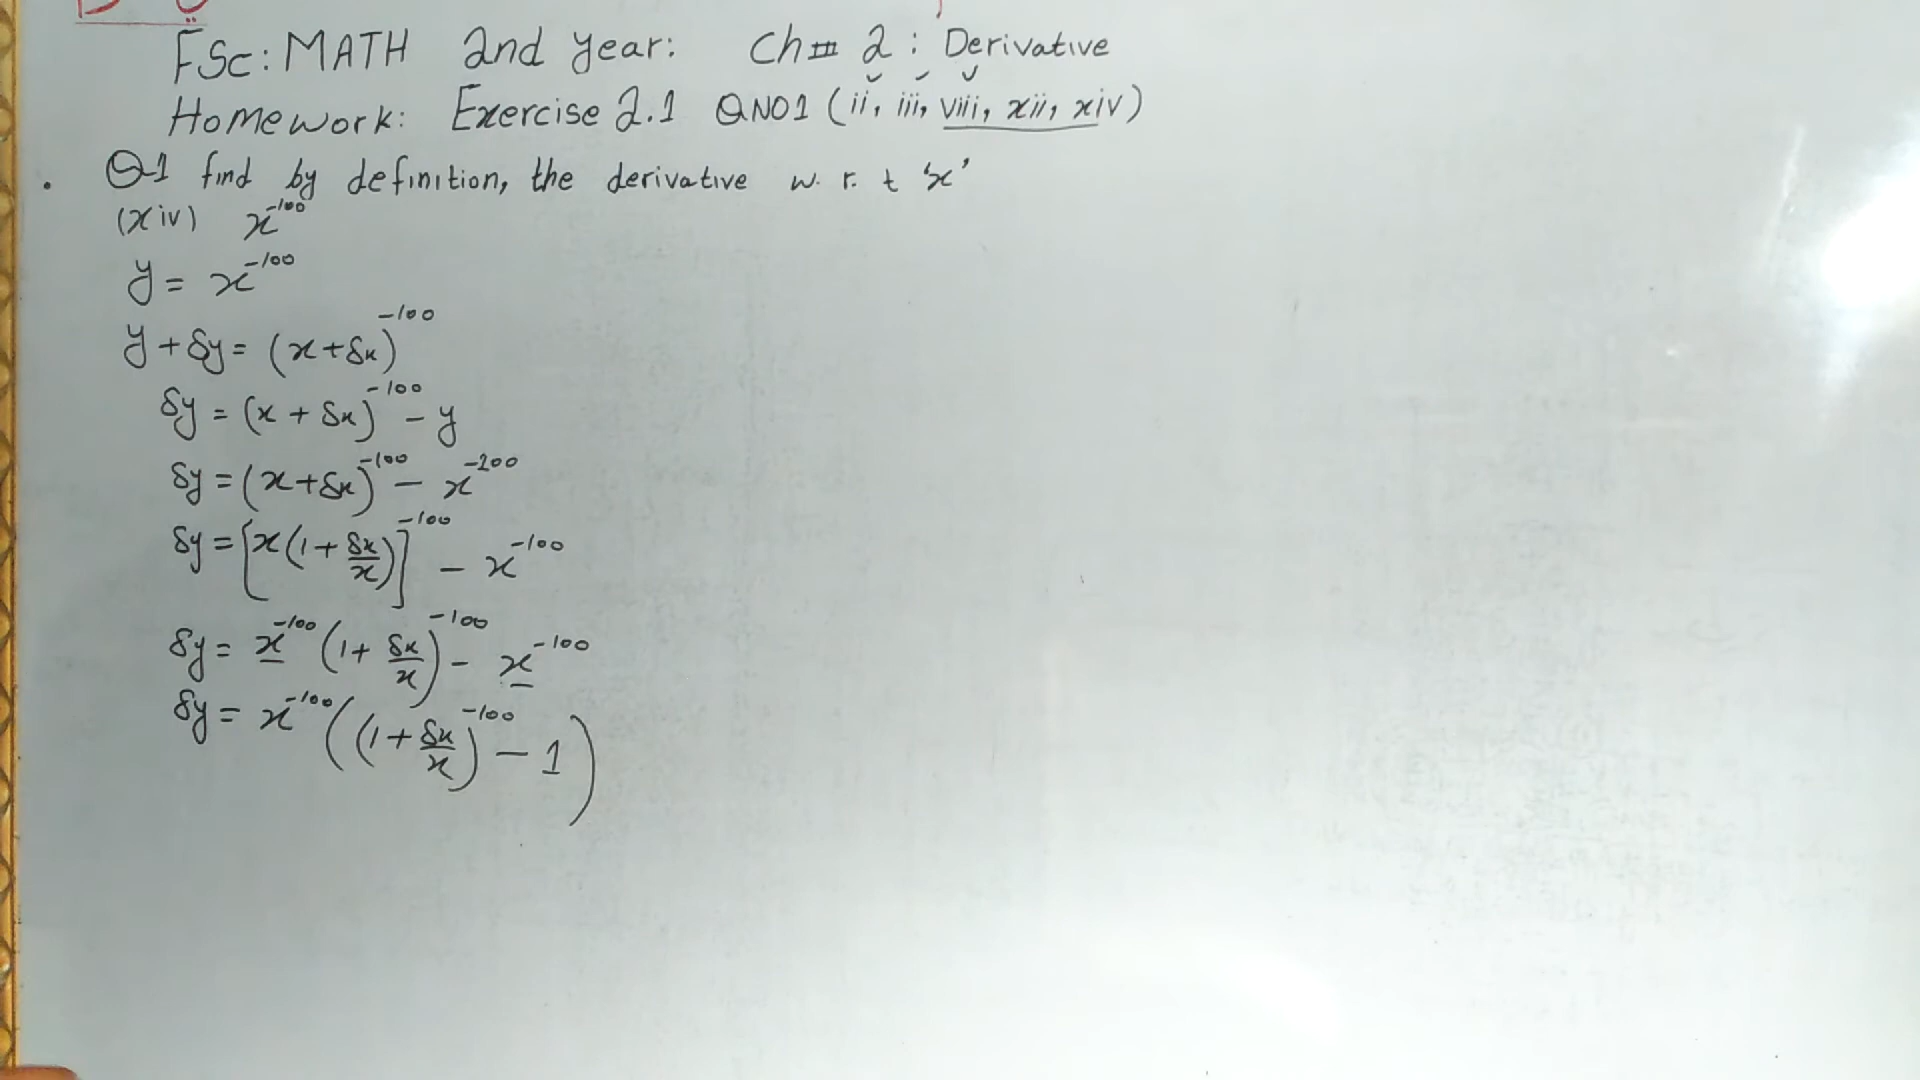 FSc: MATH 2nd year: Ch# 2: Derivative
Homework: Exercise 2.1 QNO1 (ii, iii, viii, xii, xiv)
Q1 find by definition, the derivative w. r. t 'x'
(xiv) x^-100
y = x^-100
y + δy = (x+δx)^-100
δy = (x + δx)^-100 - y
δy = (x+δx)^-100 - x^-200
δy = [x(1+δx/x)]^-100 - x^-100
δy = x^-100 (1+ δx/x)^-100 - x^-100
δy = x^-100 ((1+δx/x)^-100 - 1)